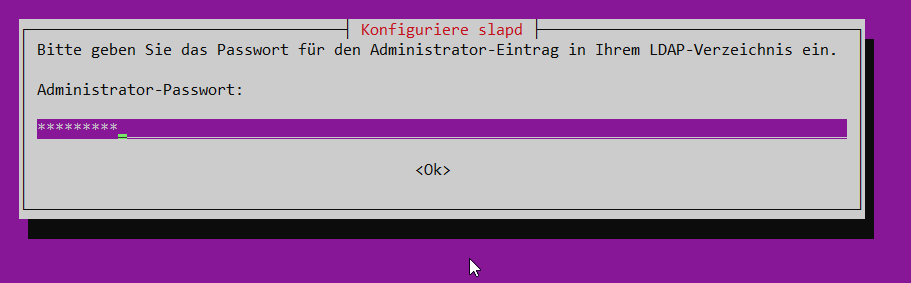 Konfiguriere slapd
Bitte geben Sie das Passwort für den Administrator-Eintrag in Ihrem LDAP-Verzeichnis ein.
Administrator-Passwort:
*********
<Ok>